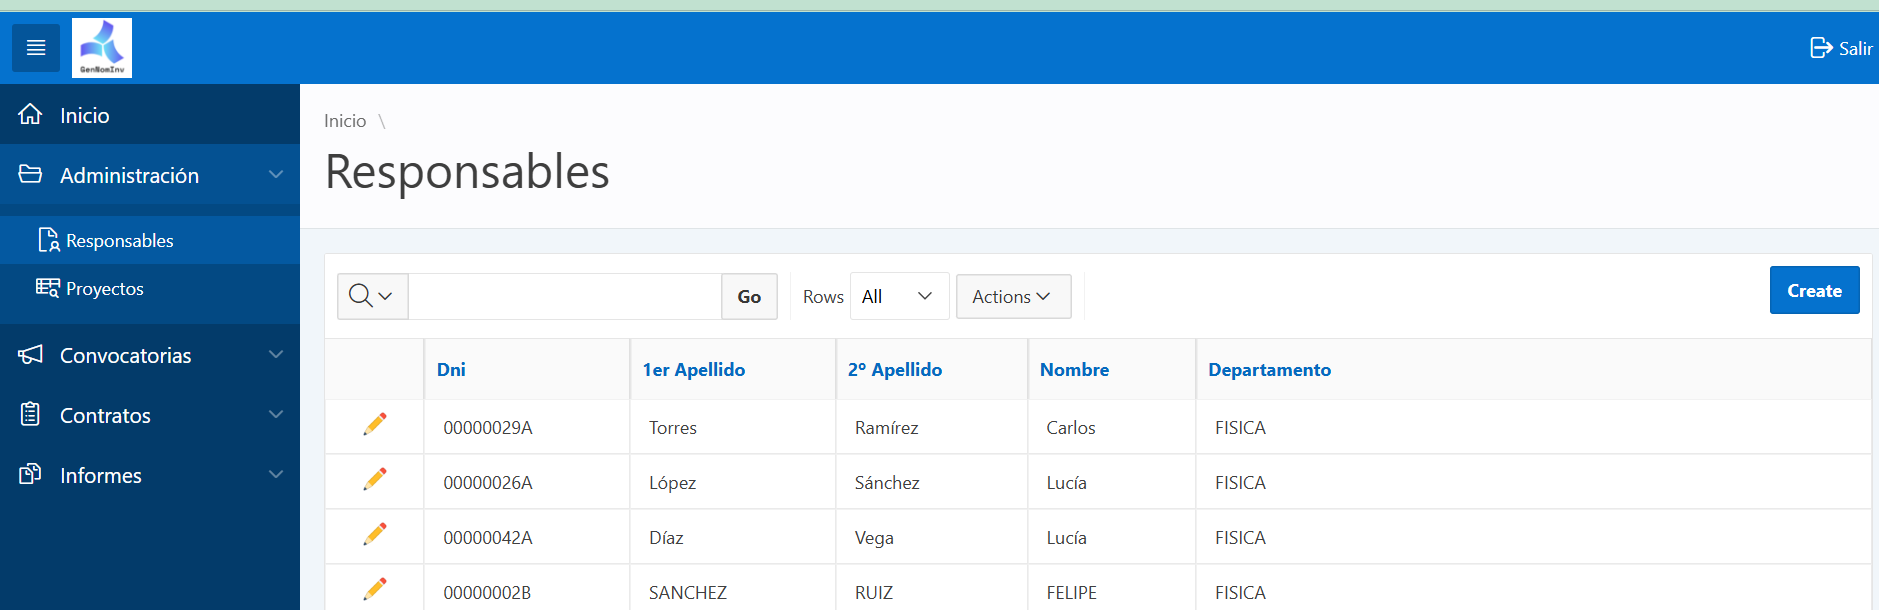 GenNomInv
Salir
Inicio
Administración
Responsables
Proyectos
Convocatorias
Contratos
Informes
Inicio \
Responsables
Go Rows All Actions Create
Dni 1er Apellido 2º Apellido Nombre Departamento
00000029A Torres Ramírez Carlos FISICA
00000026A López Sánchez Lucía FISICA
00000042A Díaz Vega Lucía FISICA
00000002B SANCHEZ RUIZ FELIPE FISICA